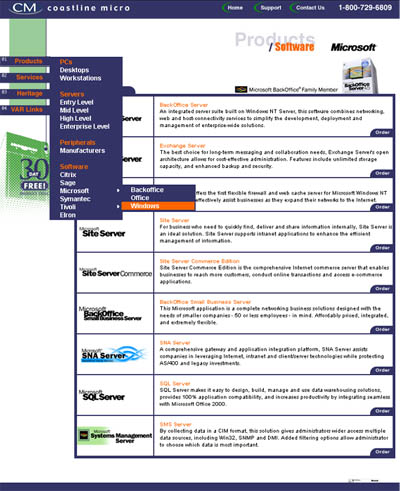 CM coastline micro
Home Support Contact Us 1-800-729-6809
Products
/ Software Microsoft
Microsoft BackOffice Family Member
01 Products
02 Services
03 Heritage
04 VAR Links
PCs
Desktops
Workstations
Servers
Entry Level
Mid Level
High Level
Enterprise Level
Peripherals
Manufacturers
Software
Citrix
Sage
Microsoft
Symantec
Tivoli
Elron
Backoffice
Office
Windows
30
DAY
FREE!
BackOffice Server
An integrated server suite built on Windows NT Server, this software combines networking,
web and host-connectivity services to simplify the development, deployment and
management of enterprise-wide solutions.
Order
Exchange Server
The best choice for long-term messaging and collaboration needs, Exchange Server's open
architecture allows for cost-effective administration. Features include unlimited storage
capacity, and enhanced backup and security.
Order
offers the first flexible firewall and web cache server for Microsoft Windows NT
effectively assist businesses as they expand their networks to the Internet.
Order
Microsoft
Site Server
Site Server
For business who need to quickly find, deliver and share information internally, Site Server is
an ideal solution. Site Server supports intranet applications to enhance the efficient
management of information.
Order
Microsoft
Site Server Commerce
Site Server Commerce Edition
Site Server Commerce Edition is the comprehensive Internet commerce server that enables
businesses to reach more customers, conduct online transactions and access e-commerce
applications.
Order
Microsoft
BackOffice
Small Business Server
BackOffice Small Business Server
This Microsoft application is a complete networking business solutions designed with the
needs of smaller companies - 50 or less employees - in mind. Affordably priced, integrated,
and extremely flexible.
Order
Microsoft
SNA Server
SNA Server
A comprehensive gateway and application integration platform, SNA Server assists
companies in leveraging Internet, intranet and client/server technologies while protecting
AS/400 and legacy investments.
Order
Microsoft
SQL Server
SQL Server
SQL Server makes it easy to design, build, manage and use data warehousing solutions,
provides 100% application compatibility, and increases productivity by integrating seamless
with Microsoft Office 2000.
Order
Microsoft
Systems Management
Server
SMS Server
By collecting data in a CIM format, this solution gives administrators wider access multiple
data sources, including Win32, SNMP and DMI. Added filtering options allow administrator
to choose which data is most important.
Order